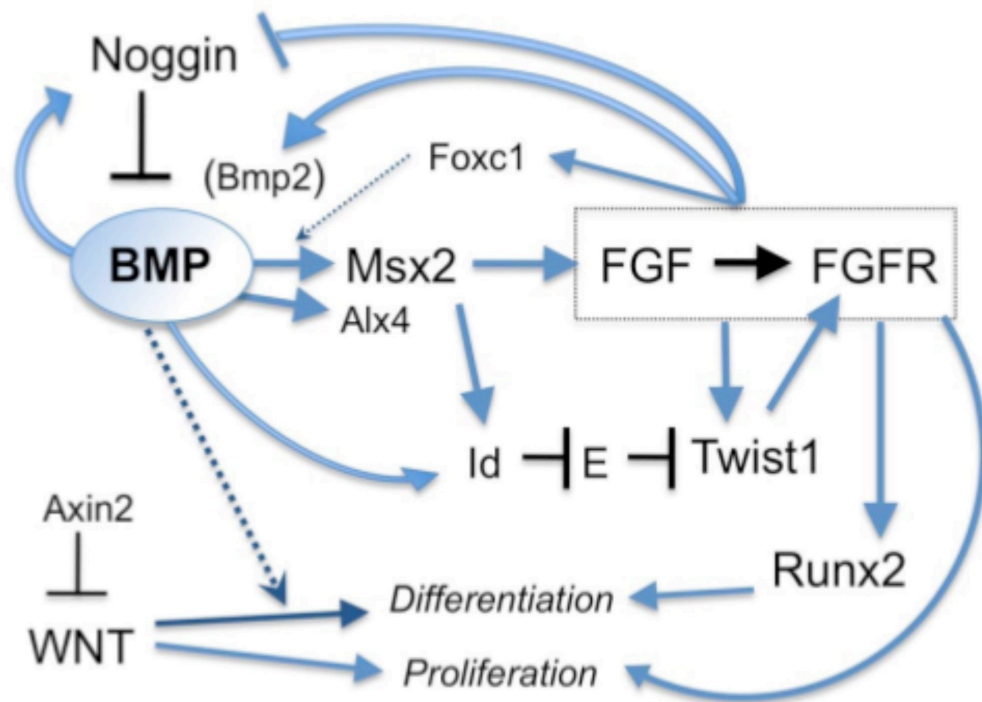 Noggin
(Bmp2)
Foxc1
BMP
Msx2
FGF
FGFR
Alx4
Id
E
Twist1
Axin2
Runx2
Differentiation
WNT
Proliferation